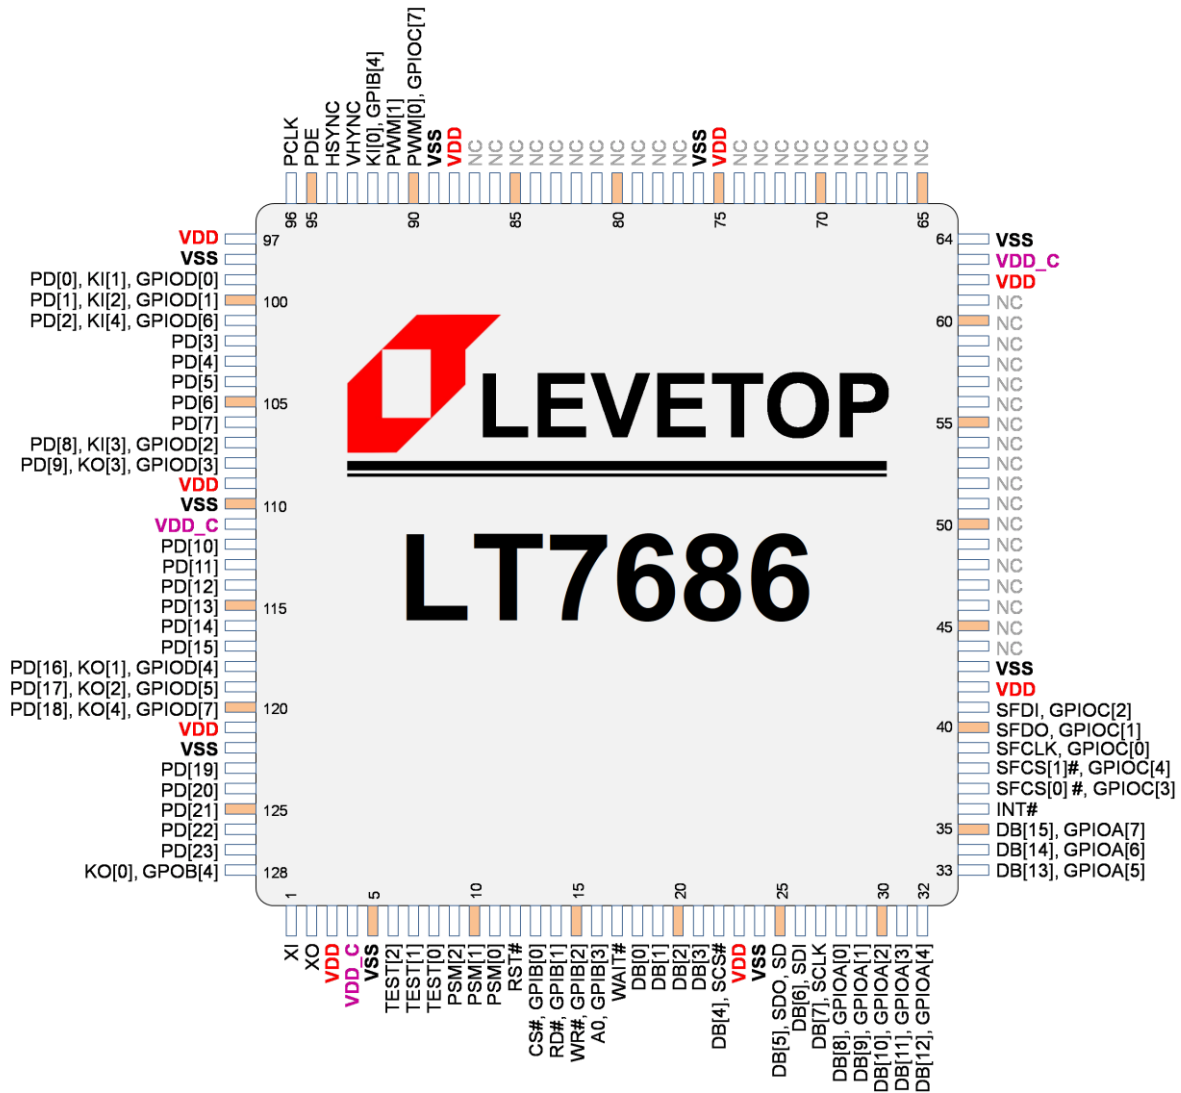 PCLK
PDE
HSYNC
VHYNC
KI[0], GPIB[4]
PWM[1]
PWM[0], GPIOC[7]
VSS
VDD
NC
NC
NC
NC
NC
NC
NC
NC
NC
NC
NC
VSS
VDD
NC
NC
NC
NC
NC
NC
NC
NC
NC
NC
96
95
90
85
80
75
70
65
VDD 97
VSS
PD[0], KI[1], GPIOD[0]
PD[1], KI[2], GPIOD[1] 100
PD[2], KI[4], GPIOD[6]
PD[3]
PD[4]
PD[5]
PD[6] 105
PD[7]
PD[8], KI[3], GPIOD[2]
PD[9], KO[3], GPIOD[3]
VDD
VSS 110
VDD_C
PD[10]
PD[11]
PD[12]
PD[13] 115
PD[14]
PD[15]
PD[16], KO[1], GPIOD[4]
PD[17], KO[2], GPIOD[5]
PD[18], KO[4], GPIOD[7] 120
VDD
VSS
PD[19]
PD[20]
PD[21] 125
PD[22]
PD[23]
KO[0], GPOB[4] 128
LEVETOP
LT7686
64 VSS
VDD_C
VDD
NC
60 NC
NC
NC
NC
NC
55 NC
NC
NC
NC
NC
50 NC
NC
NC
NC
NC
45 NC
NC
VSS
VDD
SFDI, GPIOC[2]
40 SFDO, GPIOC[1]
SFCLK, GPIOC[0]
SFCS[1]#, GPIOC[4]
SFCS[0] #, GPIOC[3]
INT#
35 DB[15], GPIOA[7]
DB[14], GPIOA[6]
33 DB[13], GPIOA[5]
1
5
10
15
20
25
30
32
XI
XO
VDD
VDD_C
VSS
TEST[2]
TEST[1]
TEST[0]
PSM[2]
PSM[1]
PSM[0]
RST#
CS#, GPIB[0]
RD#, GPIB[1]
WR#, GPIB[2]
A0, GPIB[3]
WAIT#
DB[0]
DB[1]
DB[2]
DB[3]
DB[4], SCS#
VDD
VSS
DB[5], SDO, SD
DB[6], SDI
DB[7], SCLK
DB[8], GPIOA[0]
DB[9], GPIOA[1]
DB[10], GPIOA[2]
DB[11], GPIOA[3]
DB[12], GPIOA[4]